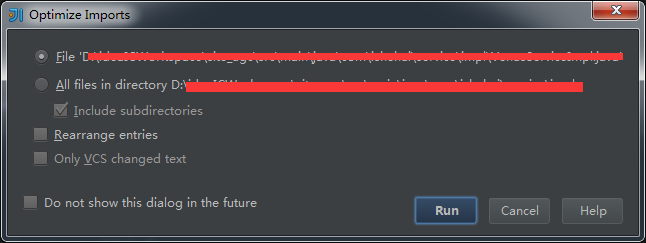 Optimize Imports
File 'D:\
All files in directory D:\
Include subdirectories
Rearrange entries
Only VCS changed text
Do not show this dialog in the future
Run
Cancel
Help